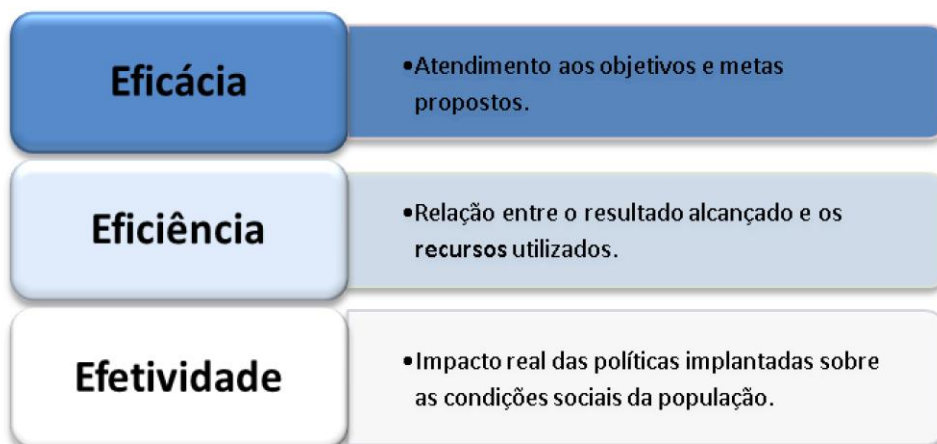 Eficácia
•Atendimento aos objetivos e metas
propostos.
Eficiência
•Relação entre o resultado alcançado e os
recursos utilizados.
Efetividade
•Impacto real das políticas implantadas sobre
as condições sociais da população.